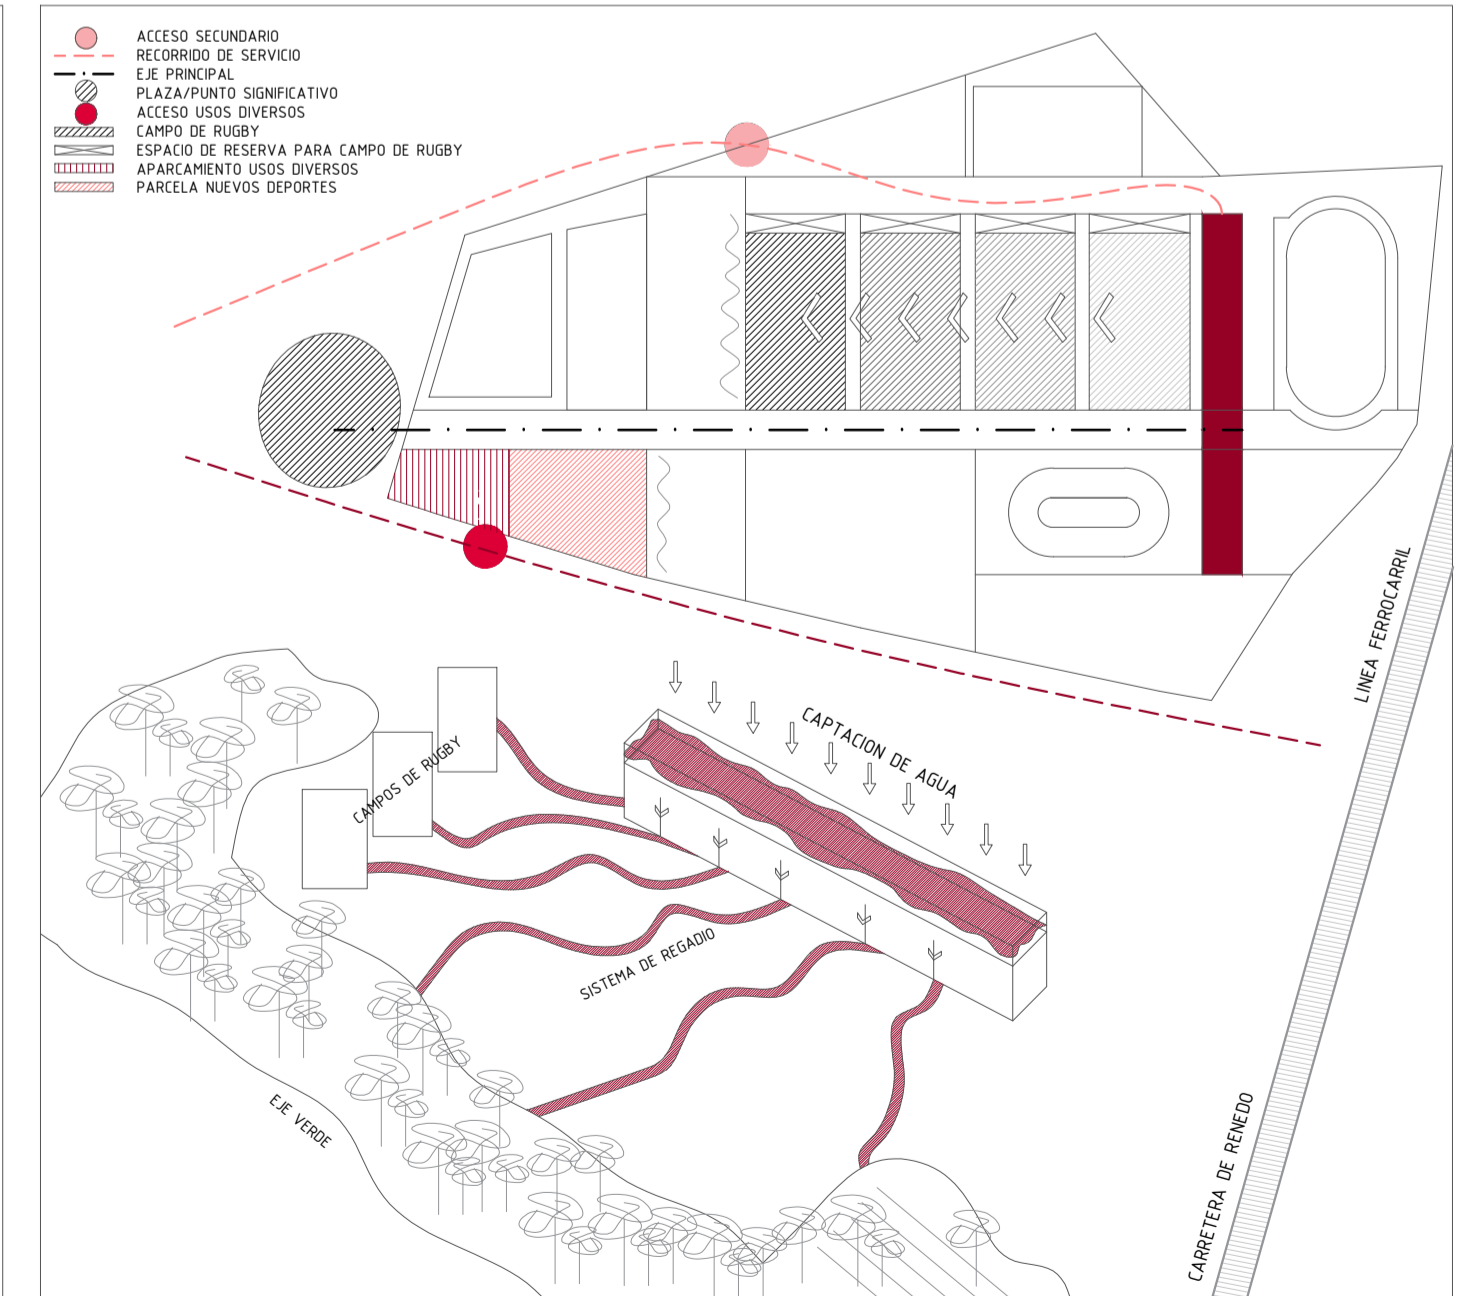 ACCESO SECUNDARIO
RECORRIDO DE SERVICIO
EJE PRINCIPAL
PLAZA/PUNTO SIGNIFICATIVO
ACCESO USOS DIVERSOS
CAMPO DE RUGBY
ESPACIO DE RESERVA PARA CAMPO DE RUGBY
APARCAMIENTO USOS DIVERSOS
PARCELA NUEVOS DEPORTES
LINEA FERROCARRIL
CAPTACION DE AGUA
CAMPOS DE RUGBY
SISTEMA DE REGADIO
EJE VERDE
CARRETERA DE RENEDO